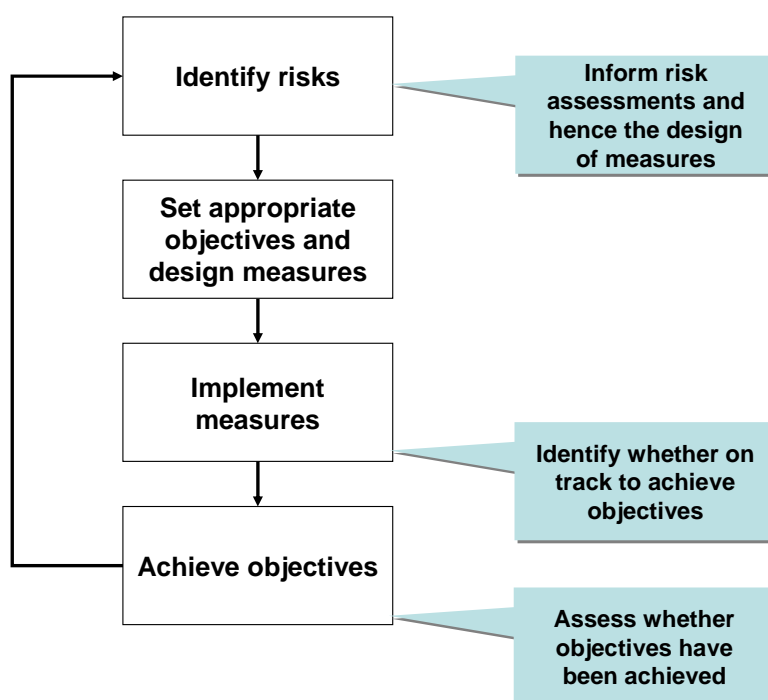 Identify risks
Inform risk
assessments and
hence the design
of measures
Set appropriate
objectives and
design measures
Implement
measures
Identify whether on
track to achieve
objectives
Achieve objectives
Assess whether
objectives have
been achieved